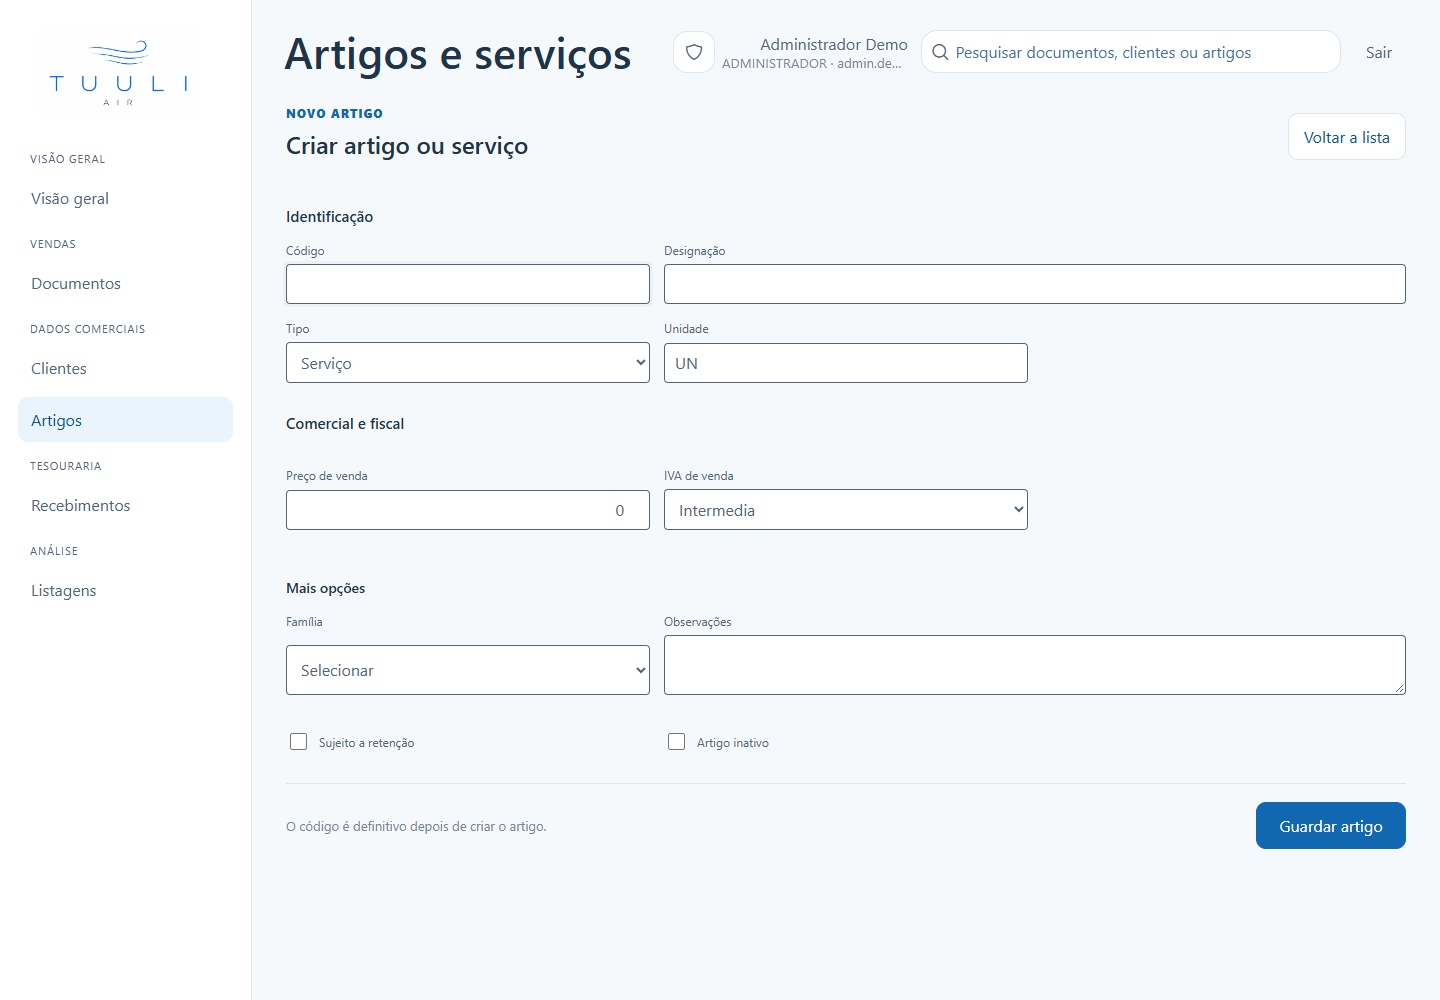 TUULI
AIR
VISÃO GERAL
Visão geral
VENDAS
Documentos
DADOS COMERCIAIS
Clientes
Artigos
TESOURARIA
Recebimentos
ANÁLISE
Listagens
Artigos e serviços
Administrador Demo
ADMINISTRADOR · admin.de...
Pesquisar documentos, clientes ou artigos
Sair
NOVO ARTIGO
Criar artigo ou serviço
Voltar a lista
Identificação
Código
Designação
Tipo
Unidade
Serviço
UN
Comercial e fiscal
Preço de venda
IVA de venda
0
Intermedia
Mais opções
Família
Observações
Selecionar
Sujeito a retenção
Artigo inativo
O código é definitivo depois de criar o artigo.
Guardar artigo